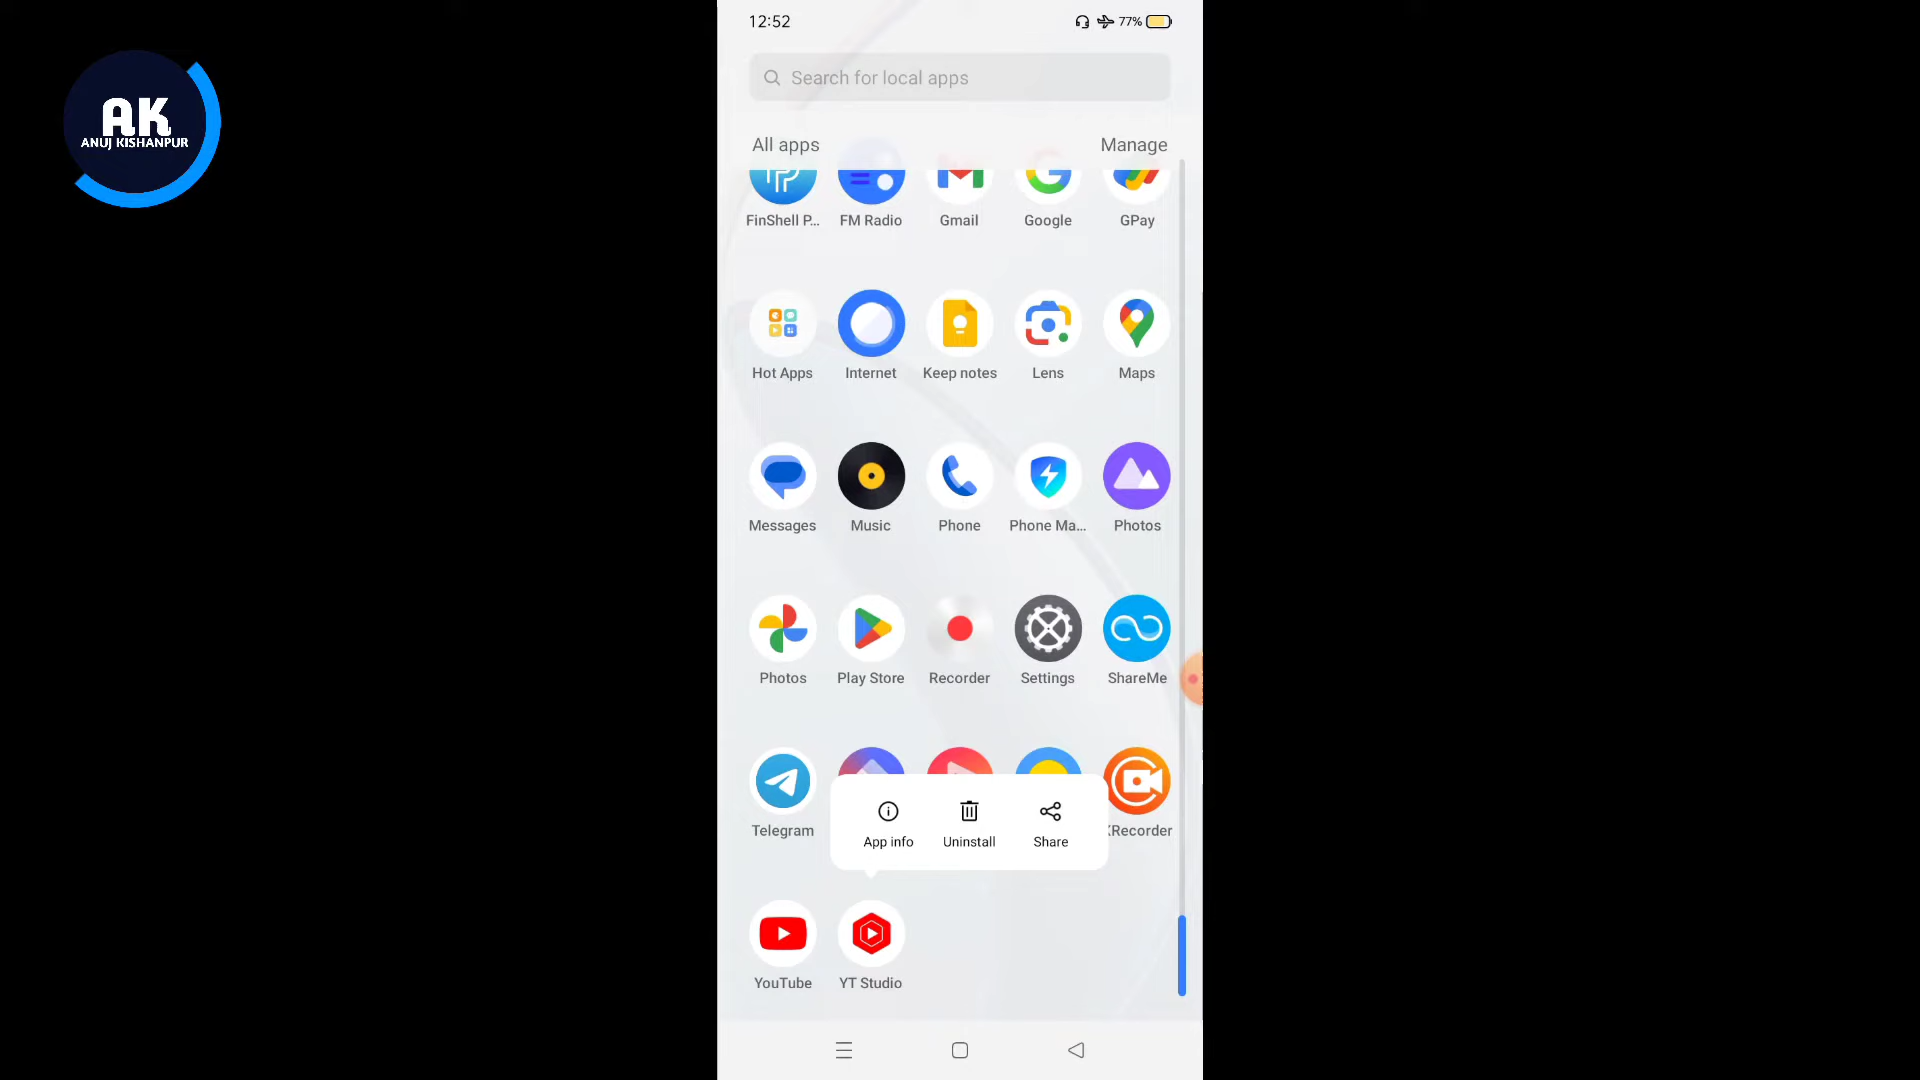 12:52
77%
AK
ANUJ KISHANPUR
Search for local apps
All apps
Manage
FinShell P...
FM Radio
Gmail
Google
GPay
Hot Apps
Internet
Keep notes
Lens
Maps
Messages
Music
Phone
Phone Ma...
Photos
Photos
Play Store
Recorder
Settings
ShareMe
Telegram
App info
Uninstall
Share
Recorder
YouTube
YT Studio